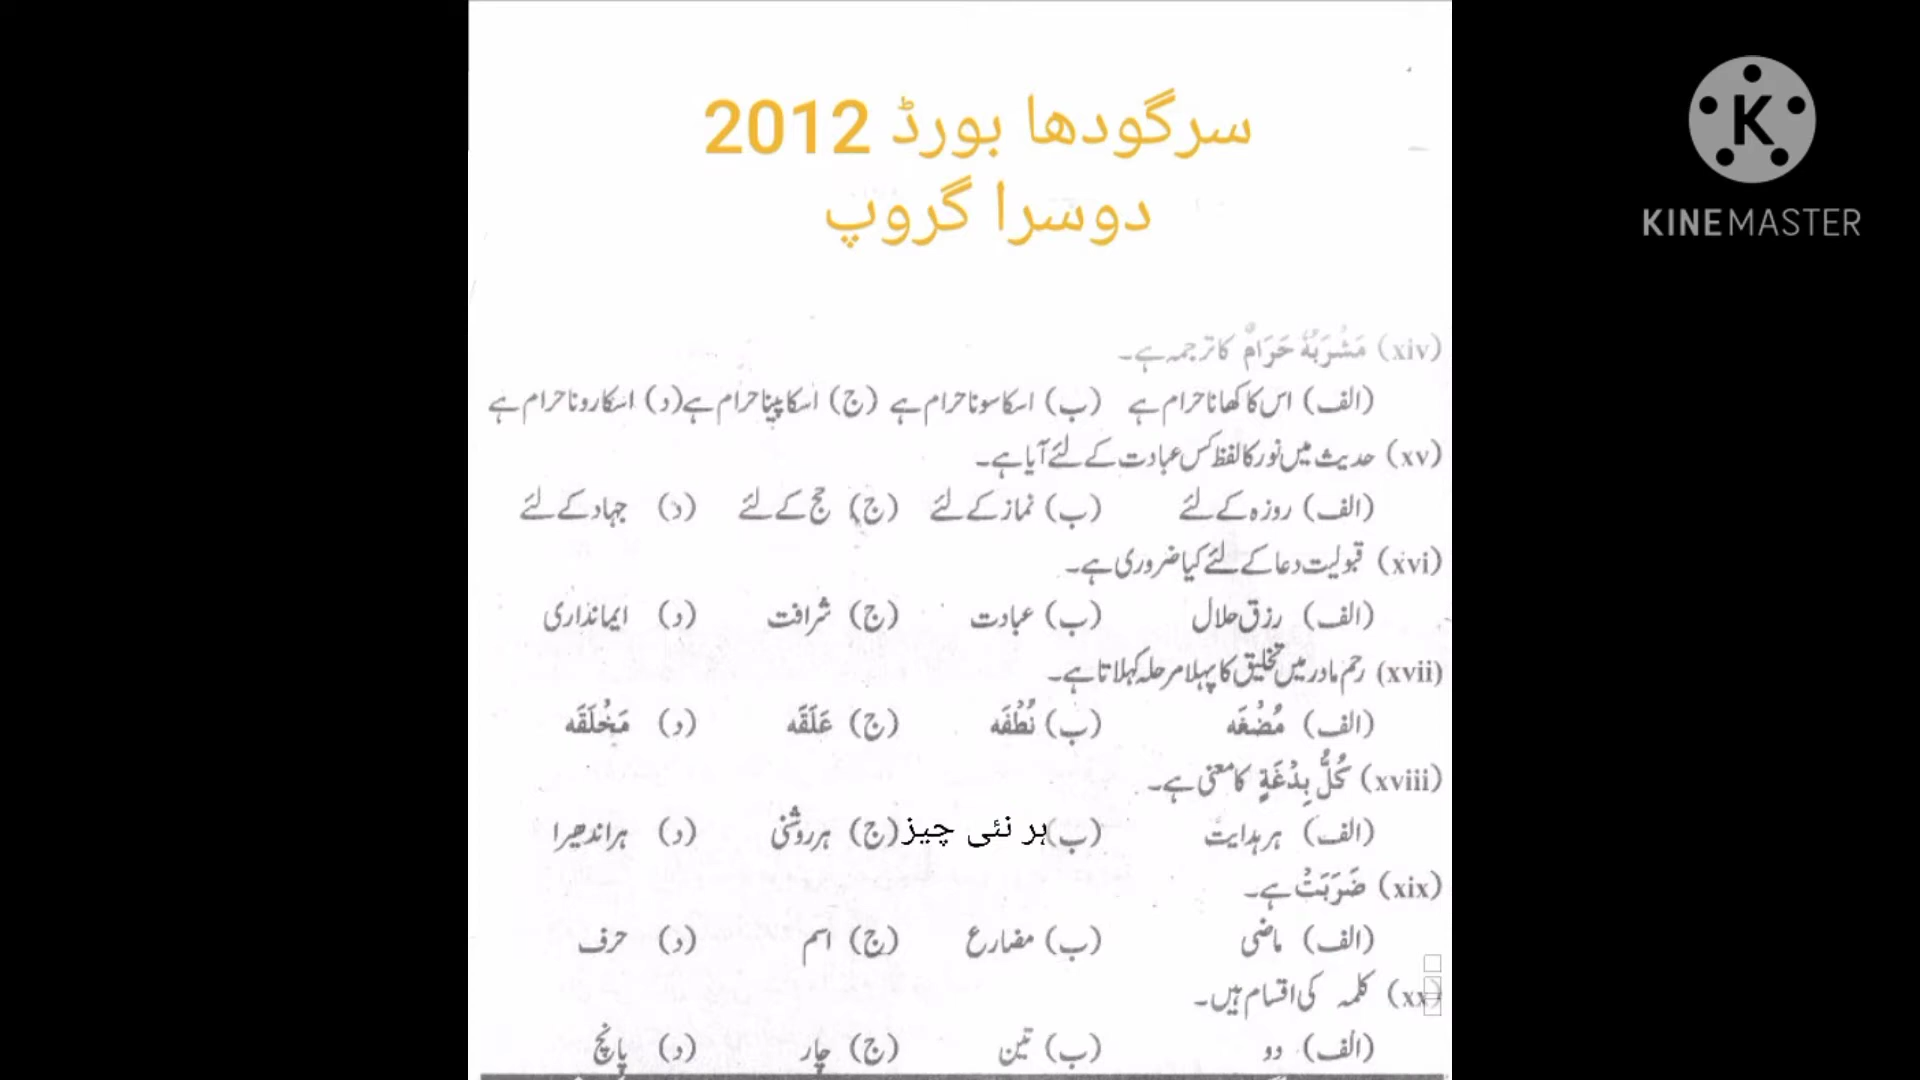 سرگودھا بورڈ 2012
دوسرا گروپ
KINEMASTER
(xiv) مَشْرَبُهٗ حَرَامٌ کا ترجمہ ہے۔
(الف) اس کا کھانا حرام ہے (ب) اسکا سونا حرام ہے (ج) اسکا پینا حرام ہے (د) اسکا رونا حرام ہے
(xv) حدیث میں نور کا لفظ کس عبادت کے لئے آیا ہے۔
(الف) روزہ کے لئے (ب) نماز کے لئے (ج) حج کے لئے (د) جہاد کے لئے
(xvi) قبولیت دعا کے لئے کیا ضروری ہے۔
(الف) رزق حلال (ب) عبادت (ج) شرافت (د) ایمانداری
(xvii) رحم مادر میں تخلیق کا پہلا مرحلہ کہلاتا ہے۔
(الف) مُضْغَه (ب) نُطْفَه (ج) عَلَقَه (د) مَخْلَقَه
(xviii) كُلُّ بِدْعَةٍ کا معنی ہے۔
(الف) ہر ہدایت (ب) ہر نئی چیز (ج) ہر روشنی (د) ہر اندھیرا
(xix) ضَرَبَتْ ہے۔
(الف) ماضی (ب) مضارع (ج) اسم (د) حرف
(xx) کلمہ کی اقسام ہیں۔
(الف) دو (ب) تین (ج) چار (د) پانچ